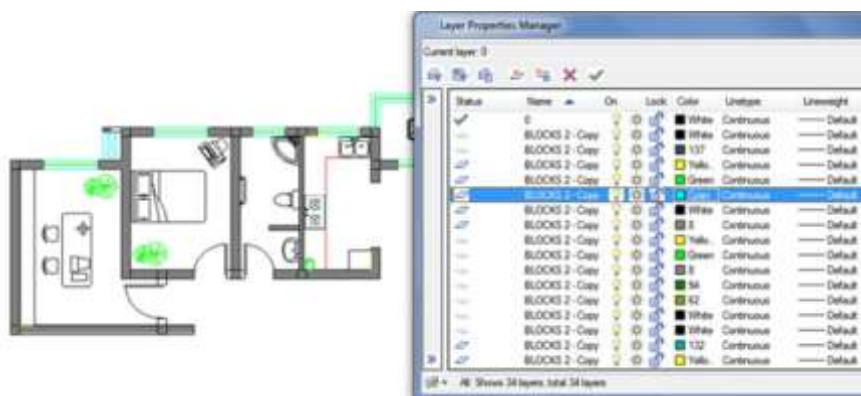 Layer Properties Manager
Current layer: 0
Status Name On Lock Color Linetype Lineweight
0 White Continuous Default
BLOCKS 2 - Copy White Continuous Default
BLOCKS 2 - Copy 137 Continuous Default
BLOCKS 2 - Copy Yello... Continuous Default
BLOCKS 2 - Copy Green Continuous Default
BLOCKS 2 - Copy Cyan Continuous Default
BLOCKS 2 - Copy White Continuous Default
BLOCKS 2 - Copy 8 Continuous Default
BLOCKS 2 - Copy Yello... Continuous Default
BLOCKS 2 - Copy Green Continuous Default
BLOCKS 2 - Copy 8 Continuous Default
BLOCKS 2 - Copy 94 Continuous Default
BLOCKS 2 - Copy 62 Continuous Default
BLOCKS 2 - Copy White Continuous Default
BLOCKS 2 - Copy White Continuous Default
BLOCKS 2 - Copy 132 Continuous Default
BLOCKS 2 - Copy Yello... Continuous Default
All: Shows 34 layers, total 34 layers